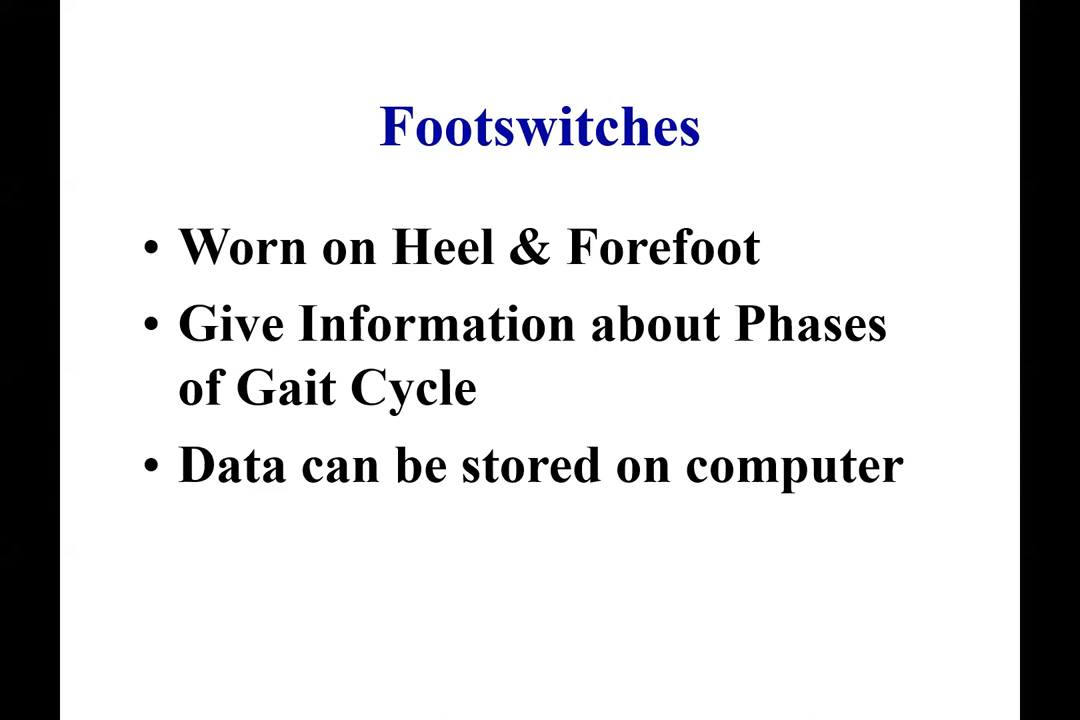 Footswitches
• Worn on Heel & Forefoot
• Give Information about Phases
of Gait Cycle
• Data can be stored on computer